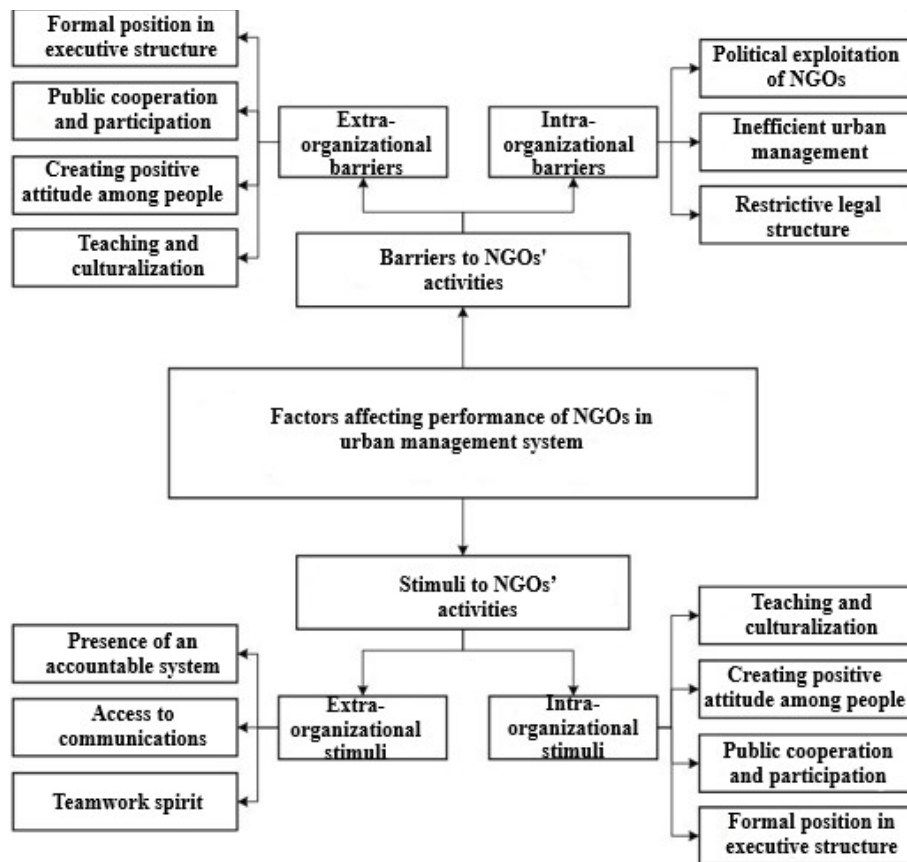 Formal position in
executive structure
Public cooperation
and participation
Creating positive
attitude among people
Teaching and
culturalization
Extra-
organizational
barriers
Intra-
organizational
barriers
Political exploitation
of NGOs
Inefficient urban
management
Restrictive legal
structure
Barriers to NGOs'
activities
Factors affecting performance of NGOs in
urban management system
Stimuli to NGOs’
activities
Presence of an
accountable system
Access to
communications
Teamwork spirit
Extra-
organizational
stimuli
Intra-
organizational
stimuli
Teaching and
culturalization
Creating positive
attitude among people
Public cooperation
and participation
Formal position in
executive structure